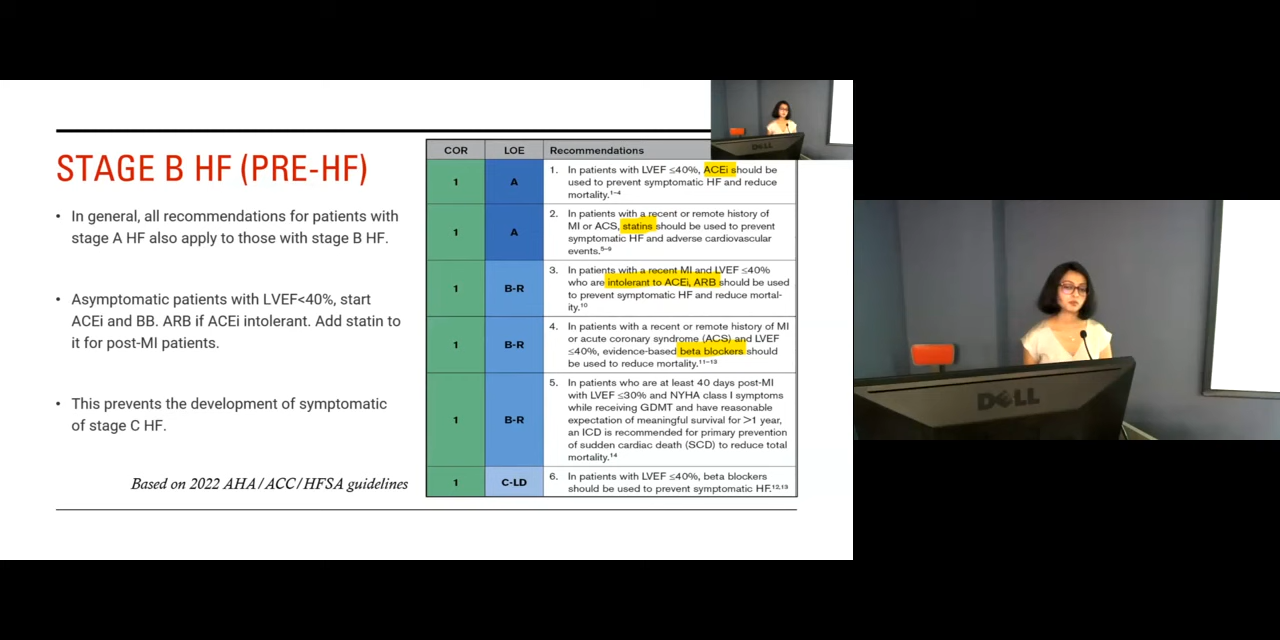 STAGE B HF (PRE-HF)
• In general, all recommendations for patients with
stage A HF also apply to those with stage B HF.
• Asymptomatic patients with LVEF<40%, start
ACEi and BB. ARB if ACEi intolerant. Add statin to
it for post-MI patients.
• This prevents the development of symptomatic
of stage C HF.
Based on 2022 AHA/ACC/HFSA guidelines
COR LOE Recommendations
1 A 1. In patients with LVEF ≤40%, ACEi should be
used to prevent symptomatic HF and reduce
mortality.1–4
1 A 2. In patients with a recent or remote history of
MI or ACS, statins should be used to prevent
symptomatic HF and adverse cardiovascular
events.5–9
1 B-R 3. In patients with a recent MI and LVEF ≤40%
who are intolerant to ACEi, ARB should be used
to prevent symptomatic HF and reduce mortal-
ity.10
1 B-R 4. In patients with a recent or remote history of MI
or acute coronary syndrome (ACS) and LVEF
≤40%, evidence-based beta blockers should
be used to reduce mortality.11–13
1 B-R 5. In patients who are at least 40 days post-MI
with LVEF ≤30% and NYHA class I symptoms
while receiving GDMT and have reasonable
expectation of meaningful survival for >1 year,
an ICD is recommended for primary prevention
of sudden cardiac death (SCD) to reduce total
mortality.14
1 C-LD 6. In patients with LVEF ≤40%, beta blockers
should be used to prevent symptomatic HF.12,13
DELL
DELL